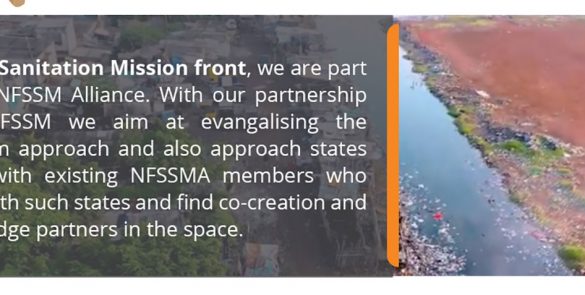 Sanitation Mission front, we are part
NFSSM Alliance. With our partnership
FSSM we aim at evangalising the
approach and also approach states
with existing NFSSMA members who
such states and find co-creation and
partners in the space.